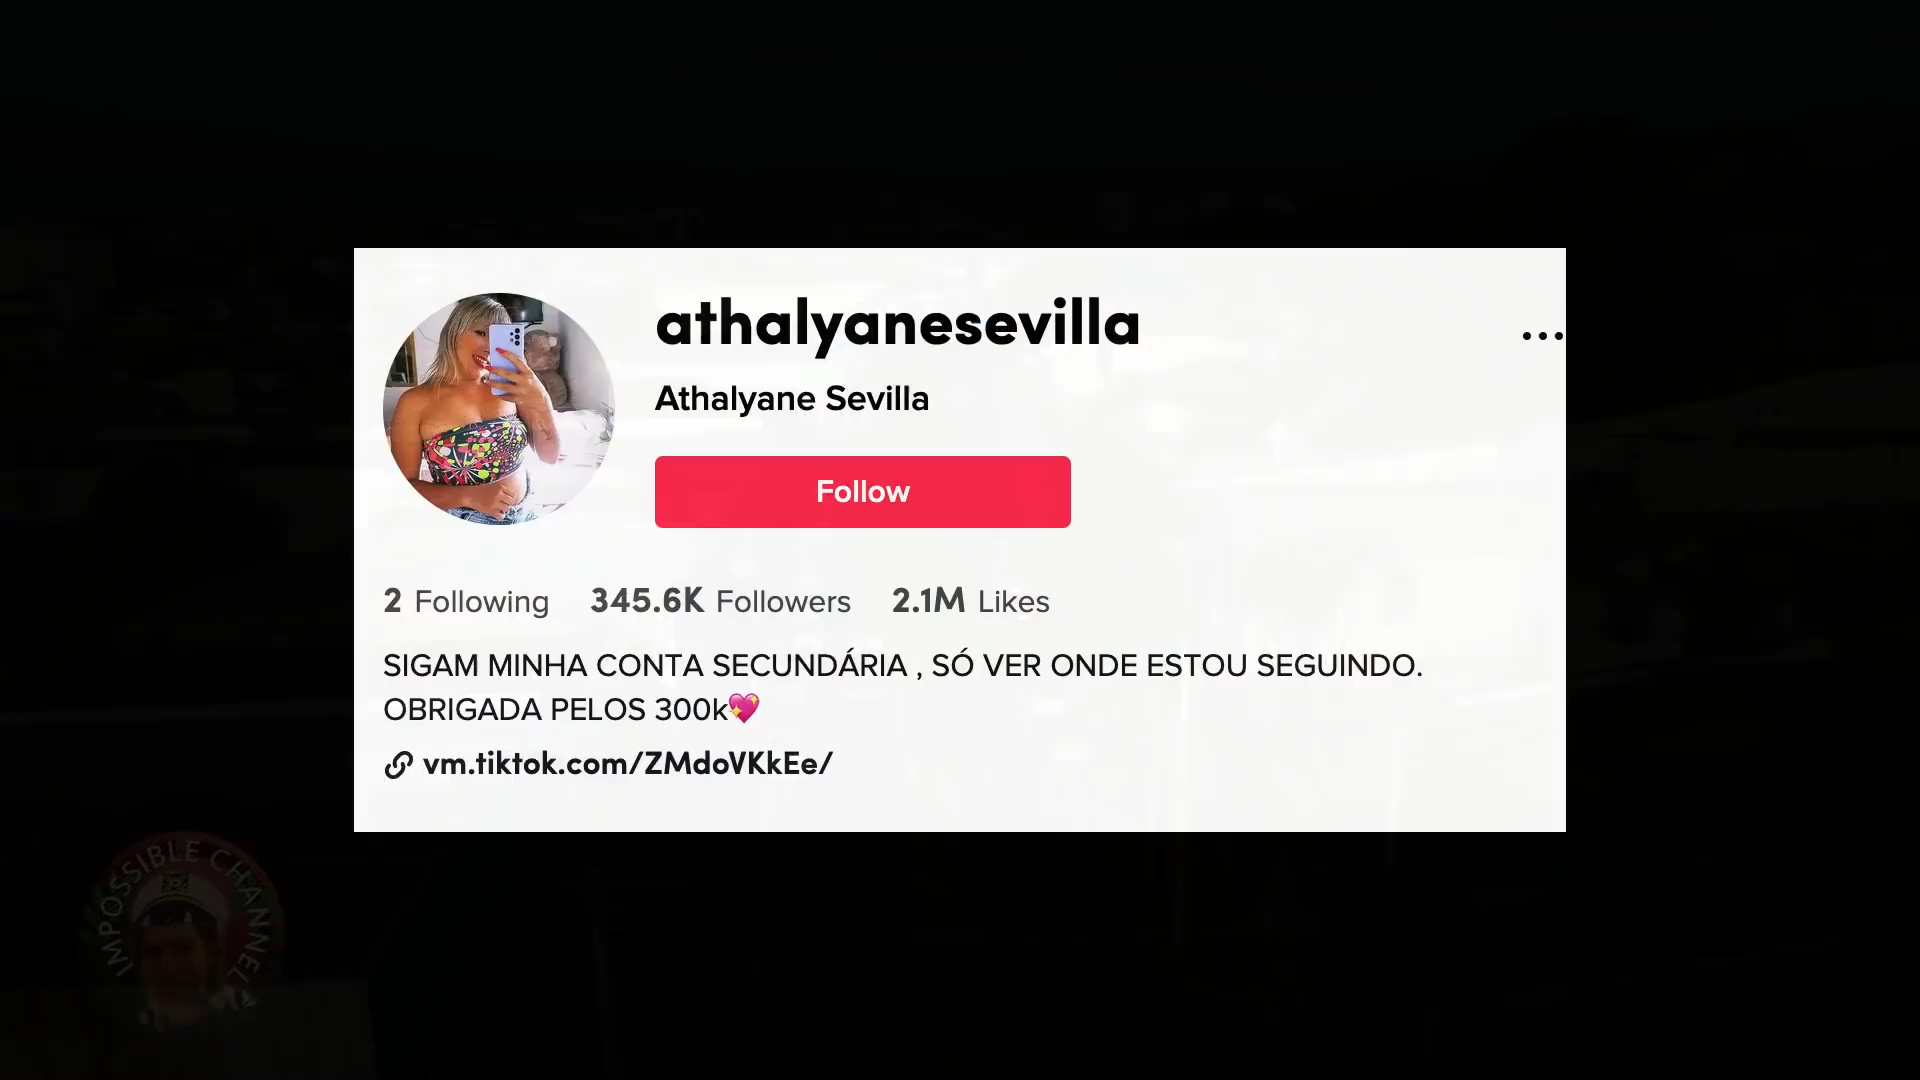 athalyanesevilla
...
Athalyane Sevilla
Follow
2 Following 345.6K Followers 2.1M Likes
SIGAM MINHA CONTA SECUNDÁRIA , SÓ VER ONDE ESTOU SEGUINDO.
OBRIGADA PELOS 300k💖
vm.tiktok.com/ZMdoVKkEe/
IMPOSSIBLE CHANNEL